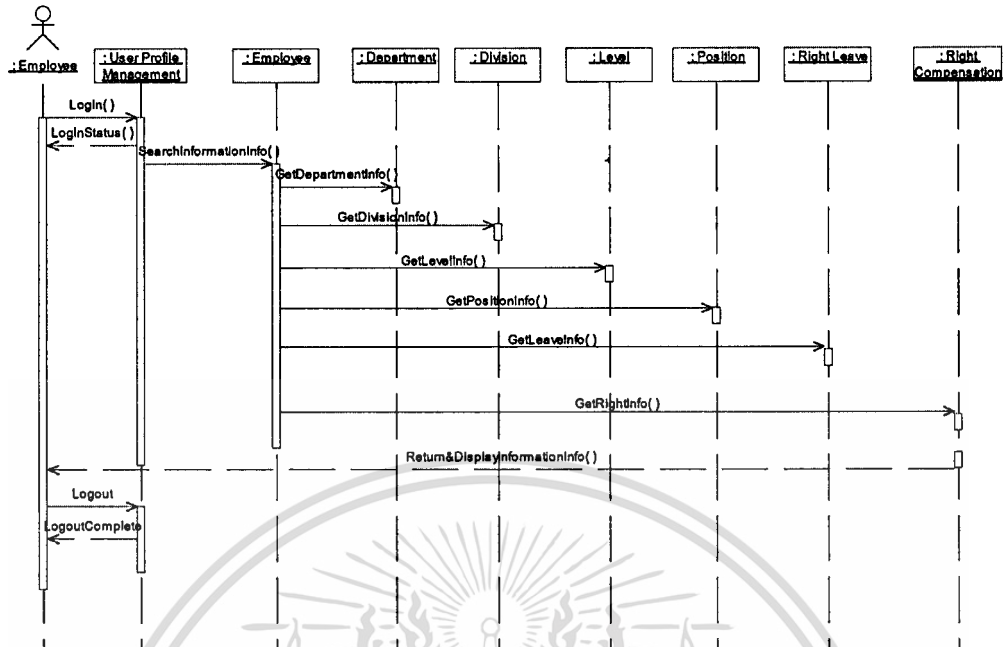 : Employee
: User Profile
Management
: Employee
: Department
: Division
: Level
: Position
: Right Leave
: Right
Compensation
LogIn( )
LogInStatus( )
SearchInformationInfo( )
GetDepartmentInfo( )
GetDivisionInfo( )
GetLevelInfo( )
GetPositionInfo( )
GetLeaveInfo( )
GetRightInfo( )
Return&DisplayInformationInfo( )
Logout
LogoutComplete